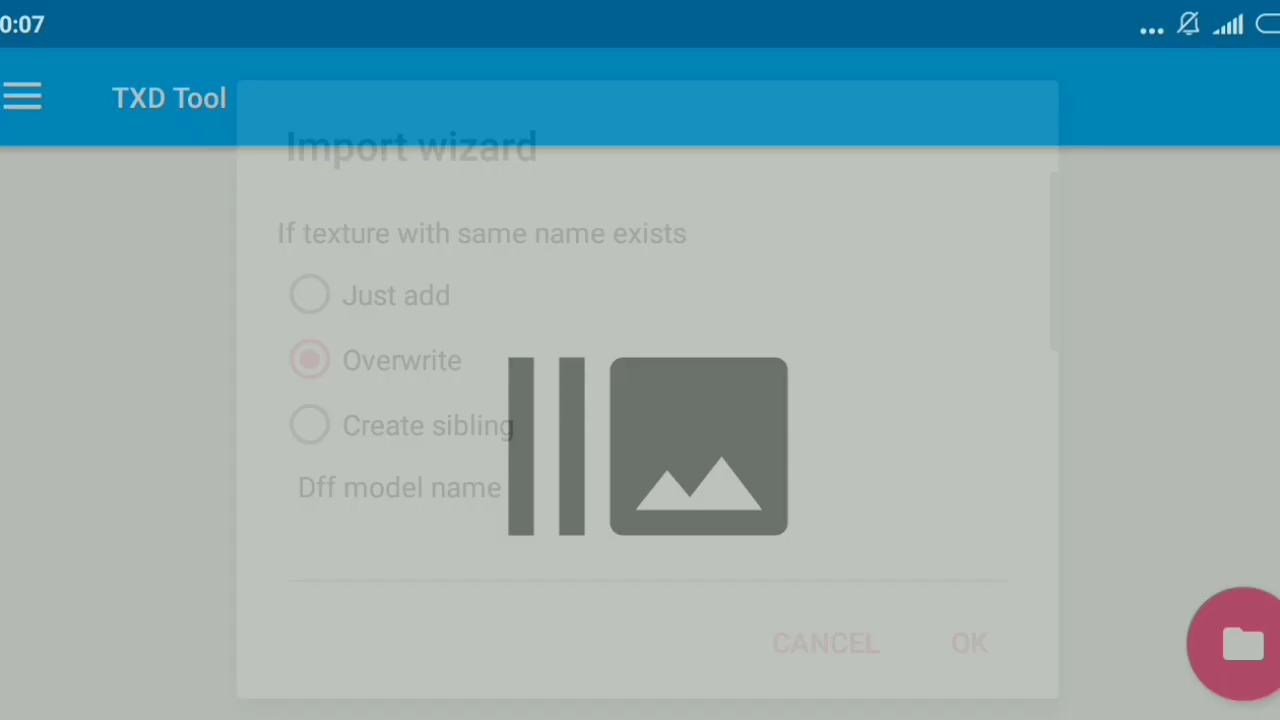 0:07
TXD Tool
Import wizard
If texture with same name exists
Just add
Overwrite
Create sibling
Dff model name
CANCEL OK